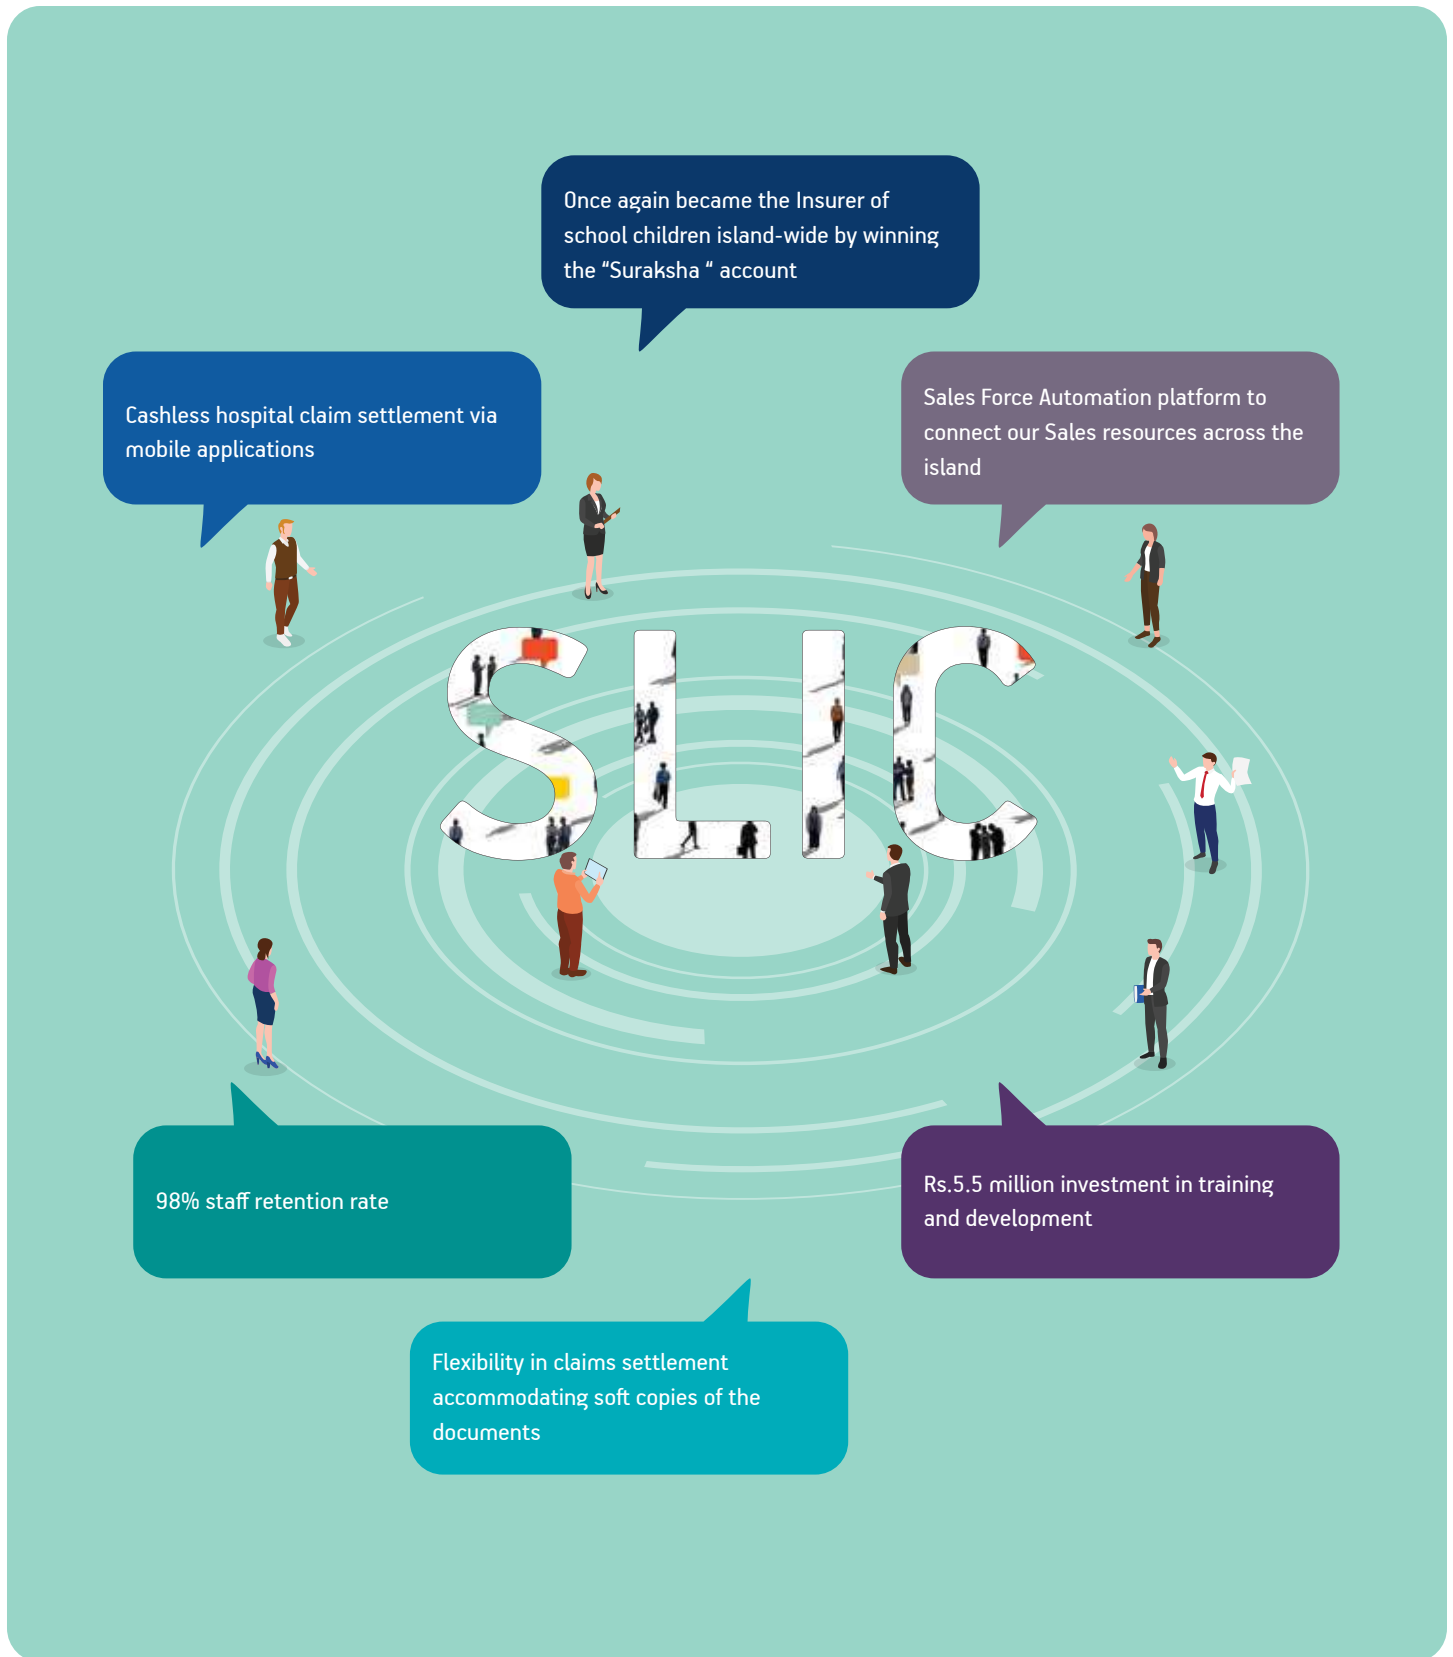 Once again became the Insurer of
school children island-wide by winning
the “Suraksha “ account
Cashless hospital claim settlement via
mobile applications
Sales Force Automation platform to
connect our Sales resources across the
island
SLIC
98% staff retention rate
Rs.5.5 million investment in training
and development
Flexibility in claims settlement
accommodating soft copies of the
documents